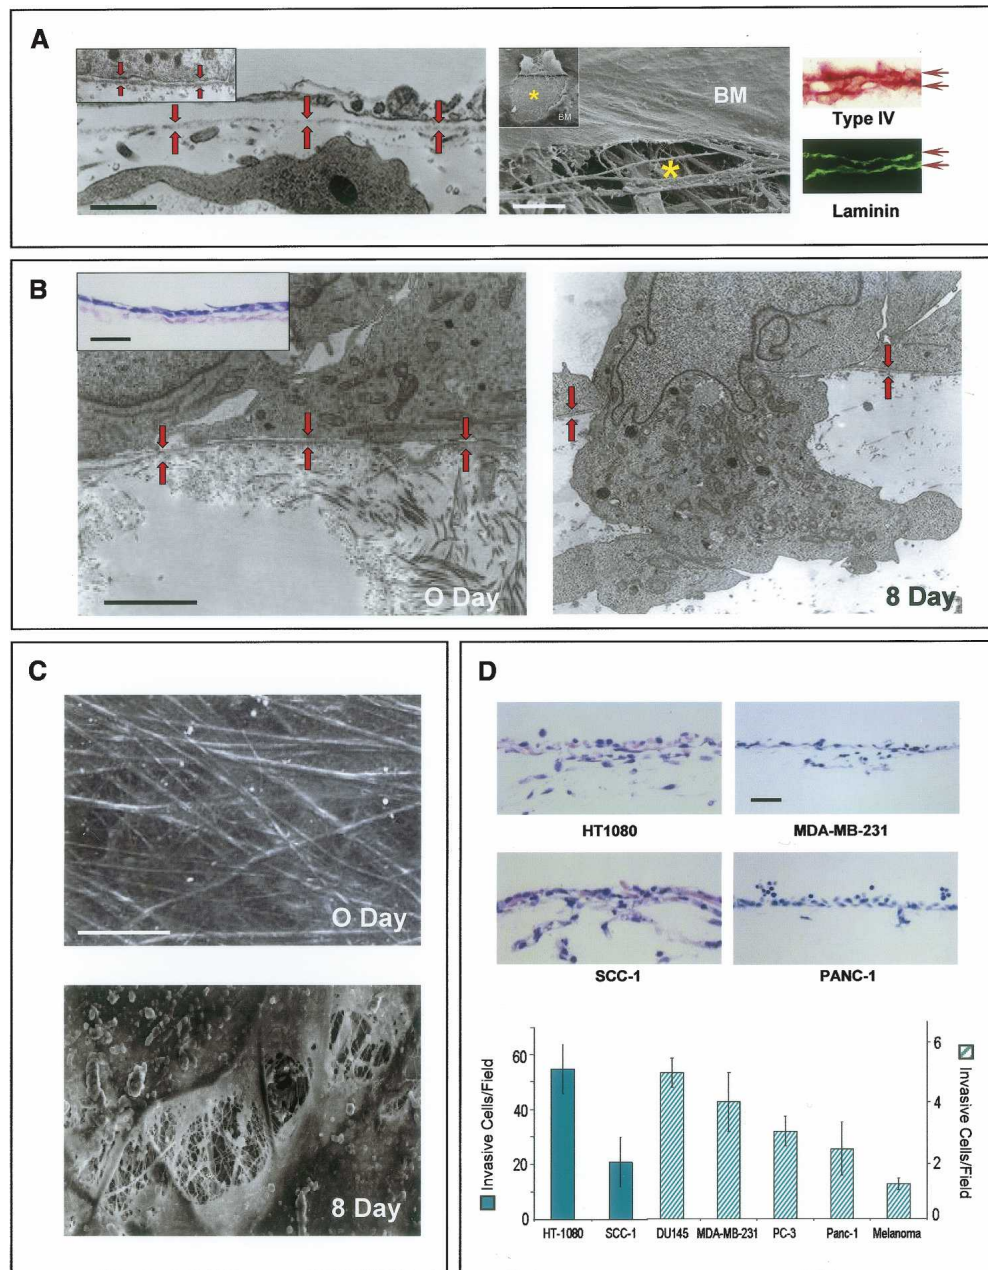 A
*
BM
BM
*
Type IV
Laminin
B
O Day
8 Day
C
O Day
8 Day
D
HT1080
MDA-MB-231
SCC-1
PANC-1
Invasive Cells/Field
60
40
20
0
6
4
2
0
Invasive Cells/Field
HT-1080
SCC-1
DU145
MDA-MB-231
PC-3
Panc-1
Melanoma